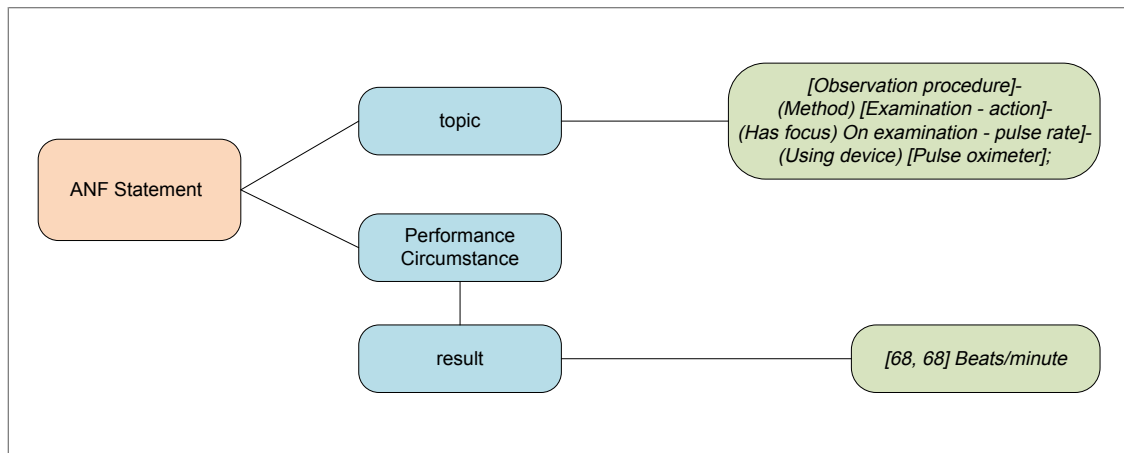 ANF Statement
topic
[Observation procedure]-
(Method) [Examination - action]-
(Has focus) On examination - pulse rate]-
(Using device) [Pulse oximeter];
Performance
Circumstance
result
[68, 68] Beats/minute